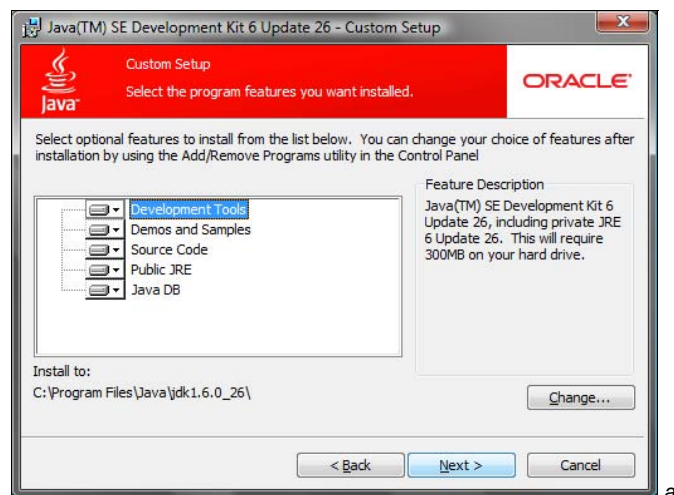 Java(TM) SE Development Kit 6 Update 26 - Custom Setup
Java™
Custom Setup
Select the program features you want installed.
ORACLE®
Select optional features to install from the list below. You can change your choice of features after
installation by using the Add/Remove Programs utility in the Control Panel
Development Tools
Demos and Samples
Source Code
Public JRE
Java DB
Feature Description
Java(TM) SE Development Kit 6
Update 26, including private JRE
6 Update 26. This will require
300MB on your hard drive.
Install to:
C:\Program Files\Java\jdk1.6.0_26\
Change...
< Back
Next >
Cancel
a